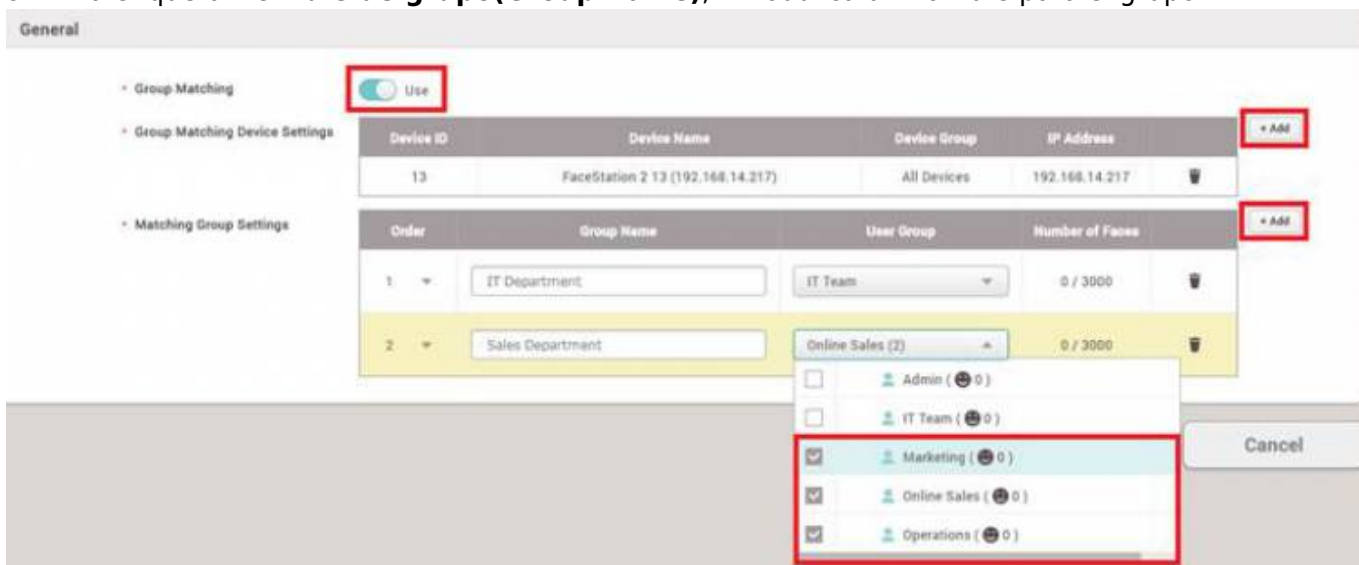 General
• Group Matching
Use
• Group Matching Device Settings
+ Add
Device ID Device Name Device Group IP Address
13 FaceStation 2 13 (192.168.14.217) All Devices 192.168.14.217
• Matching Group Settings
+ Add
Order Group Name User Group Number of Faces
1 IT Department IT Team 0 / 3000
2 Sales Department Online Sales (2) 0 / 3000
Admin ( 0 )
IT Team ( 0 )
Marketing ( 0 )
Online Sales ( 0 )
Operations ( 0 )
Cancel